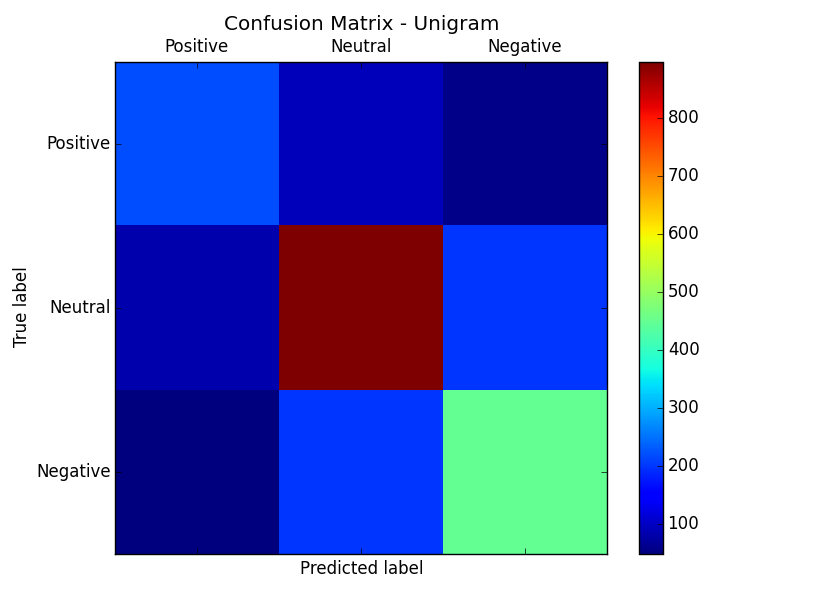 Confusion Matrix - Unigram
Positive Neutral Negative
Positive
Neutral
Negative
True label
Predicted label
800
700
600
500
400
300
200
100